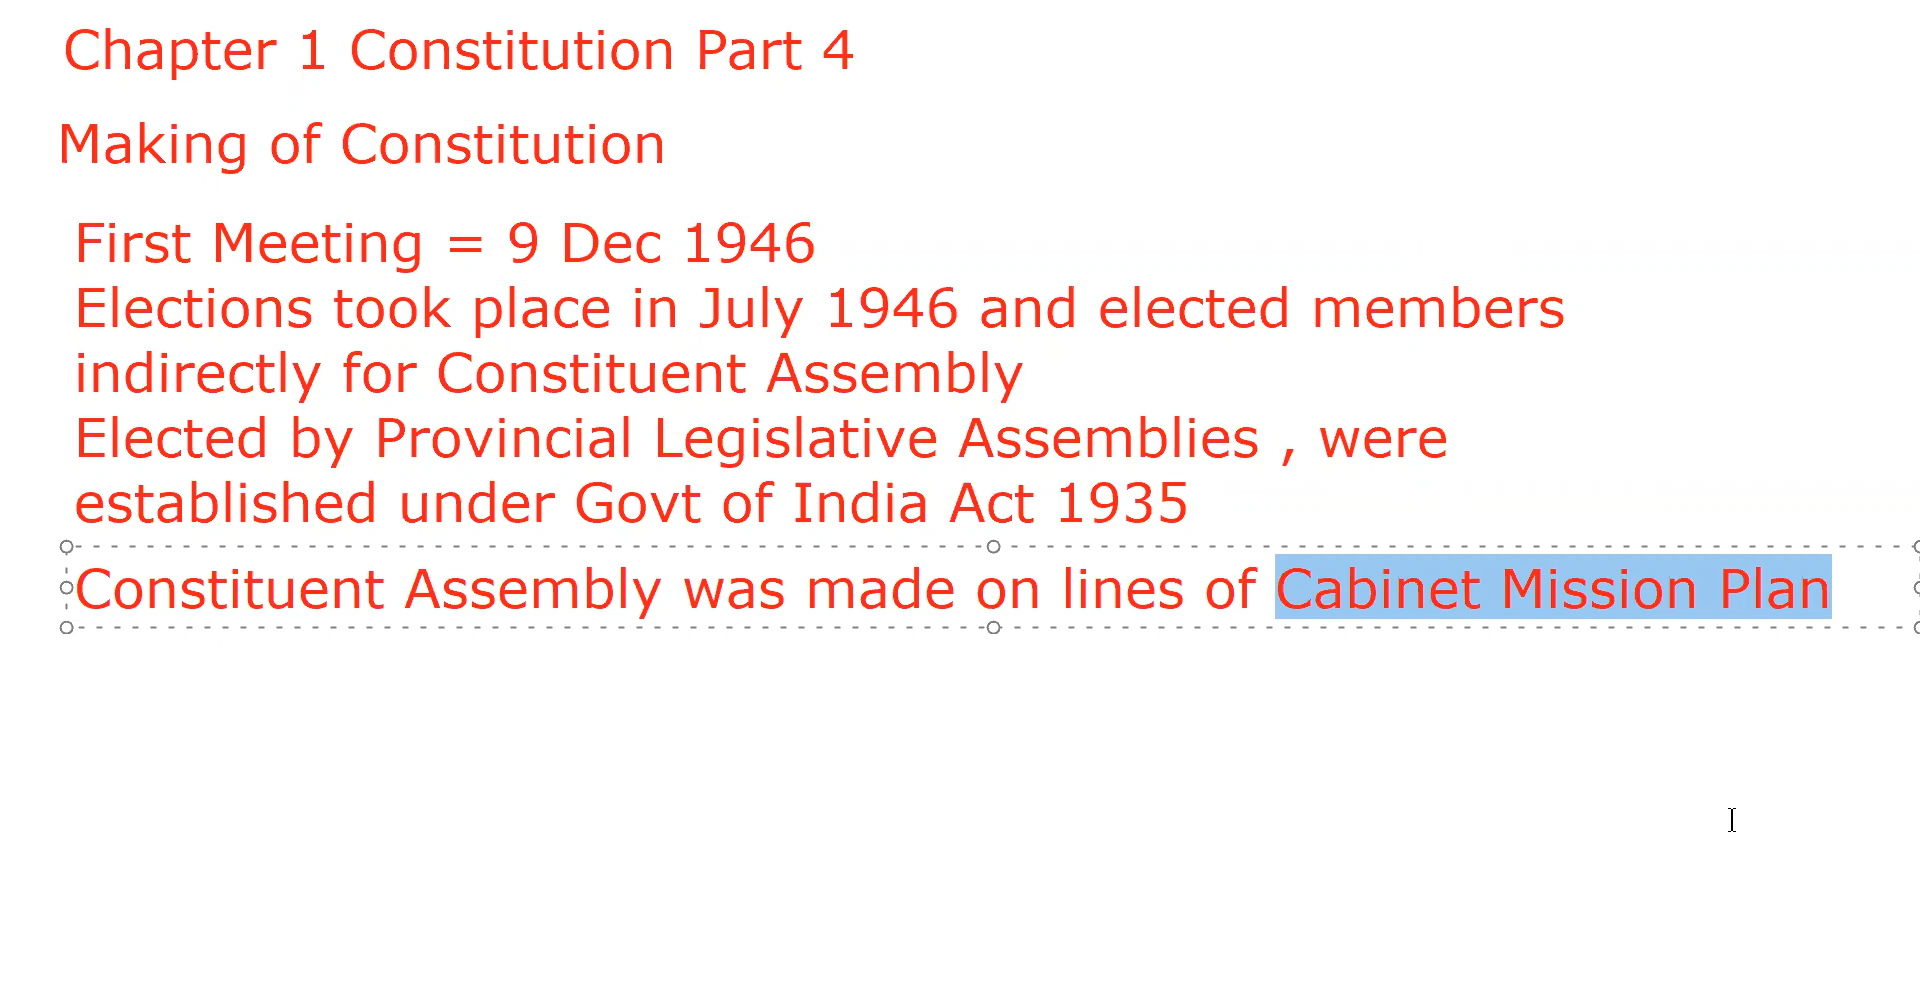 Chapter 1 Constitution Part 4
Making of Constitution
First Meeting = 9 Dec 1946
Elections took place in July 1946 and elected members
indirectly for Constituent Assembly
Elected by Provincial Legislative Assemblies , were
established under Govt of India Act 1935
Constituent Assembly was made on lines of Cabinet Mission Plan